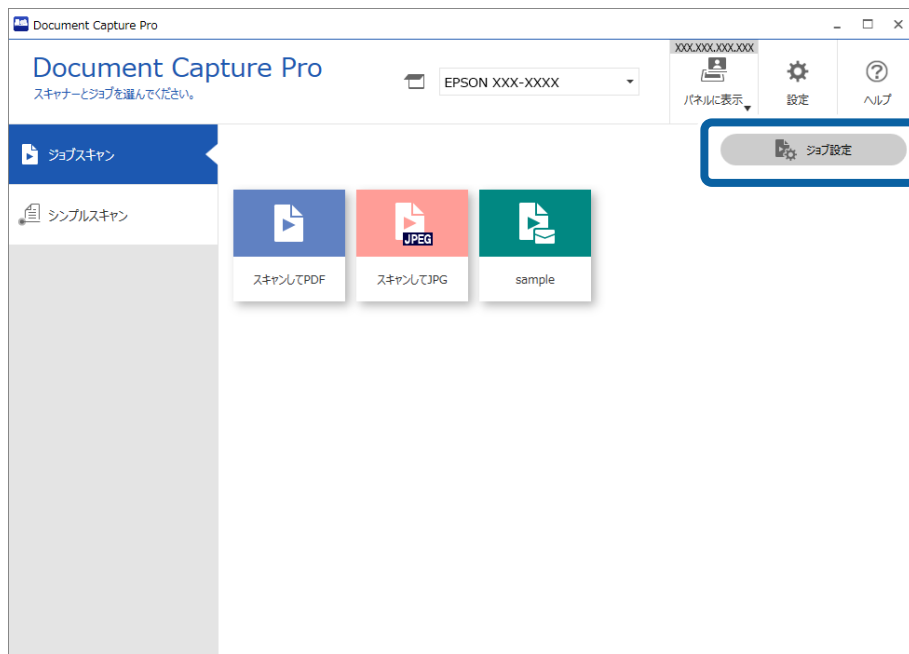 Document Capture Pro
Document Capture Pro
スキャナーとジョブを選んでください。
EPSON XXX-XXXX
XXX.XXX.XXX.XXX
パネルに表示
設定
ヘルプ
ジョブスキャン
ジョブ設定
シンプルスキャン
JPEG
スキャンしてPDF
スキャンしてJPG
sample